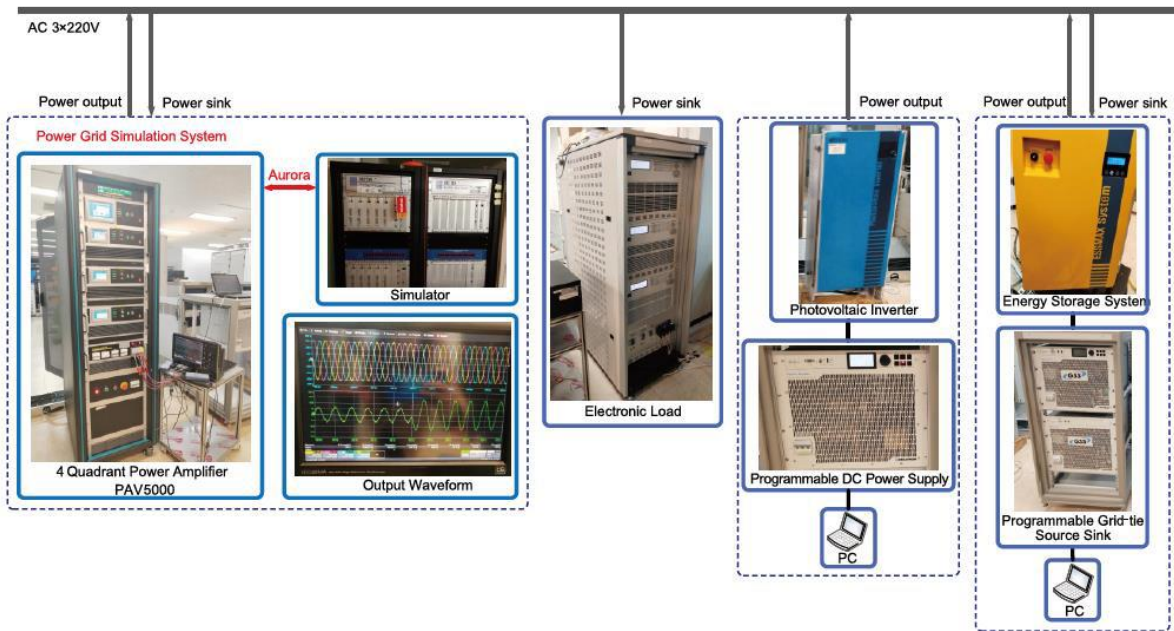 AC 3×220V
Power output
Power sink
Power sink
Power output
Power output
Power sink
Power Grid Simulation System
Aurora
Simulator
4 Quadrant Power Amplifier
PAV5000
Output Waveform
Electronic Load
Photovoltaic Inverter
Programmable DC Power Supply
PC
ESSMAX System
Energy Storage System
Programmable Grid-tie
Source Sink
PC